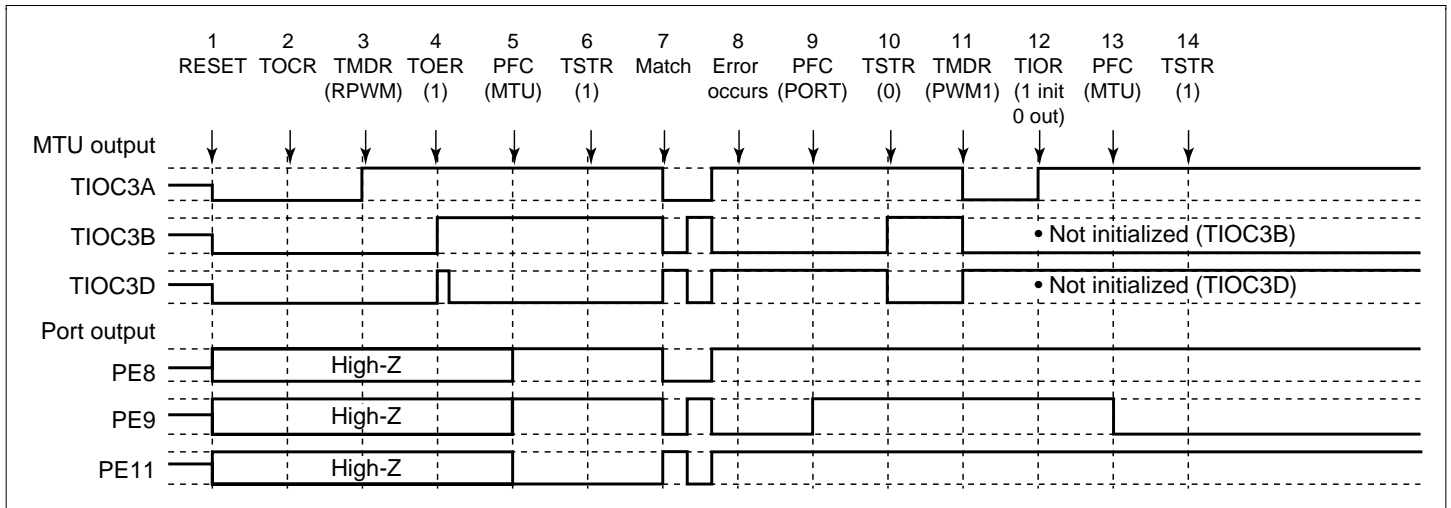 1 2 3 4 5 6 7 8 9 10 11 12 13 14
RESET TOCR TMDR TOER PFC TSTR Match Error PFC TSTR TMDR TIOR PFC TSTR
(RPWM) (1) (MTU) (1) occurs (PORT) (0) (PWM1) (1 init (MTU) (1)
0 out)
MTU output
TIOC3A
TIOC3B • Not initialized (TIOC3B)
TIOC3D • Not initialized (TIOC3D)
Port output
PE8 High-Z
PE9 High-Z
PE11 High-Z